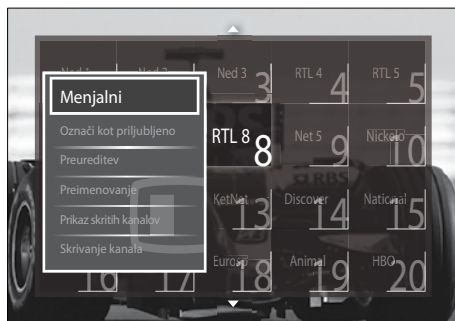 Ned 3 3 RTL 4 4 RTL 5 5
Menjalni
Označi kot priljubljeno
Preureditev
Preimenovanje
Prikaz skritih kanalov
Skrivanje kanala
RTL 8 8 Net 5 9 10
KetNet 13 Discover 14 National 15
16 17 18 Animal 19 HBO 20
RBS